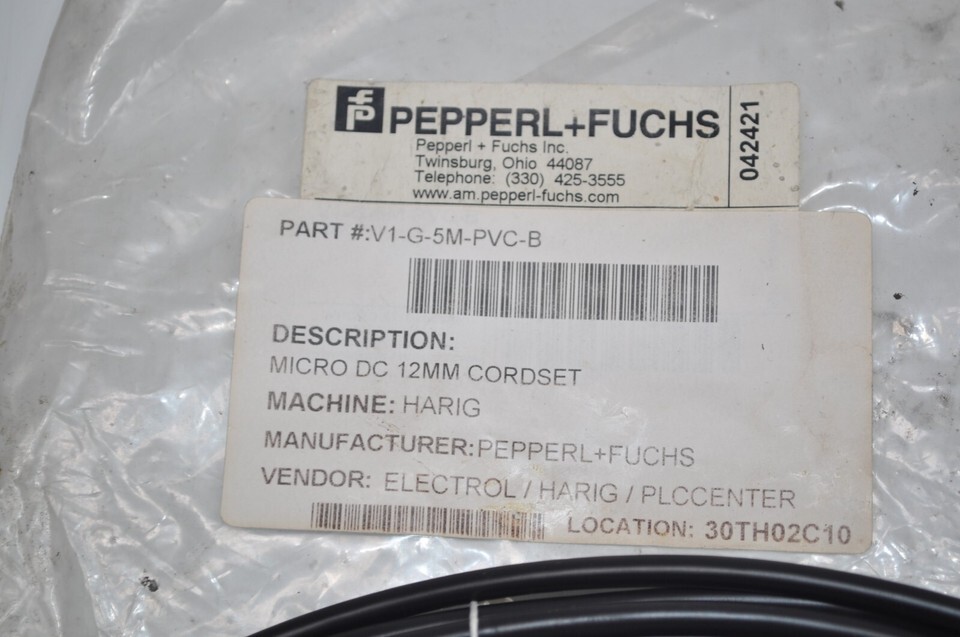 PEPPERL+FUCHS
Pepperl + Fuchs Inc.
Twinsburg, Ohio 44087
Telephone: (330) 425-3555
www.am.pepperl-fuchs.com
042421
PART #:V1-G-5M-PVC-B
DESCRIPTION:
MICRO DC 12MM CORDSET
MACHINE: HARIG
MANUFACTURER:PEPPERL+FUCHS
VENDOR: ELECTROL / HARIG / PLCCENTER
LOCATION: 30TH02C10